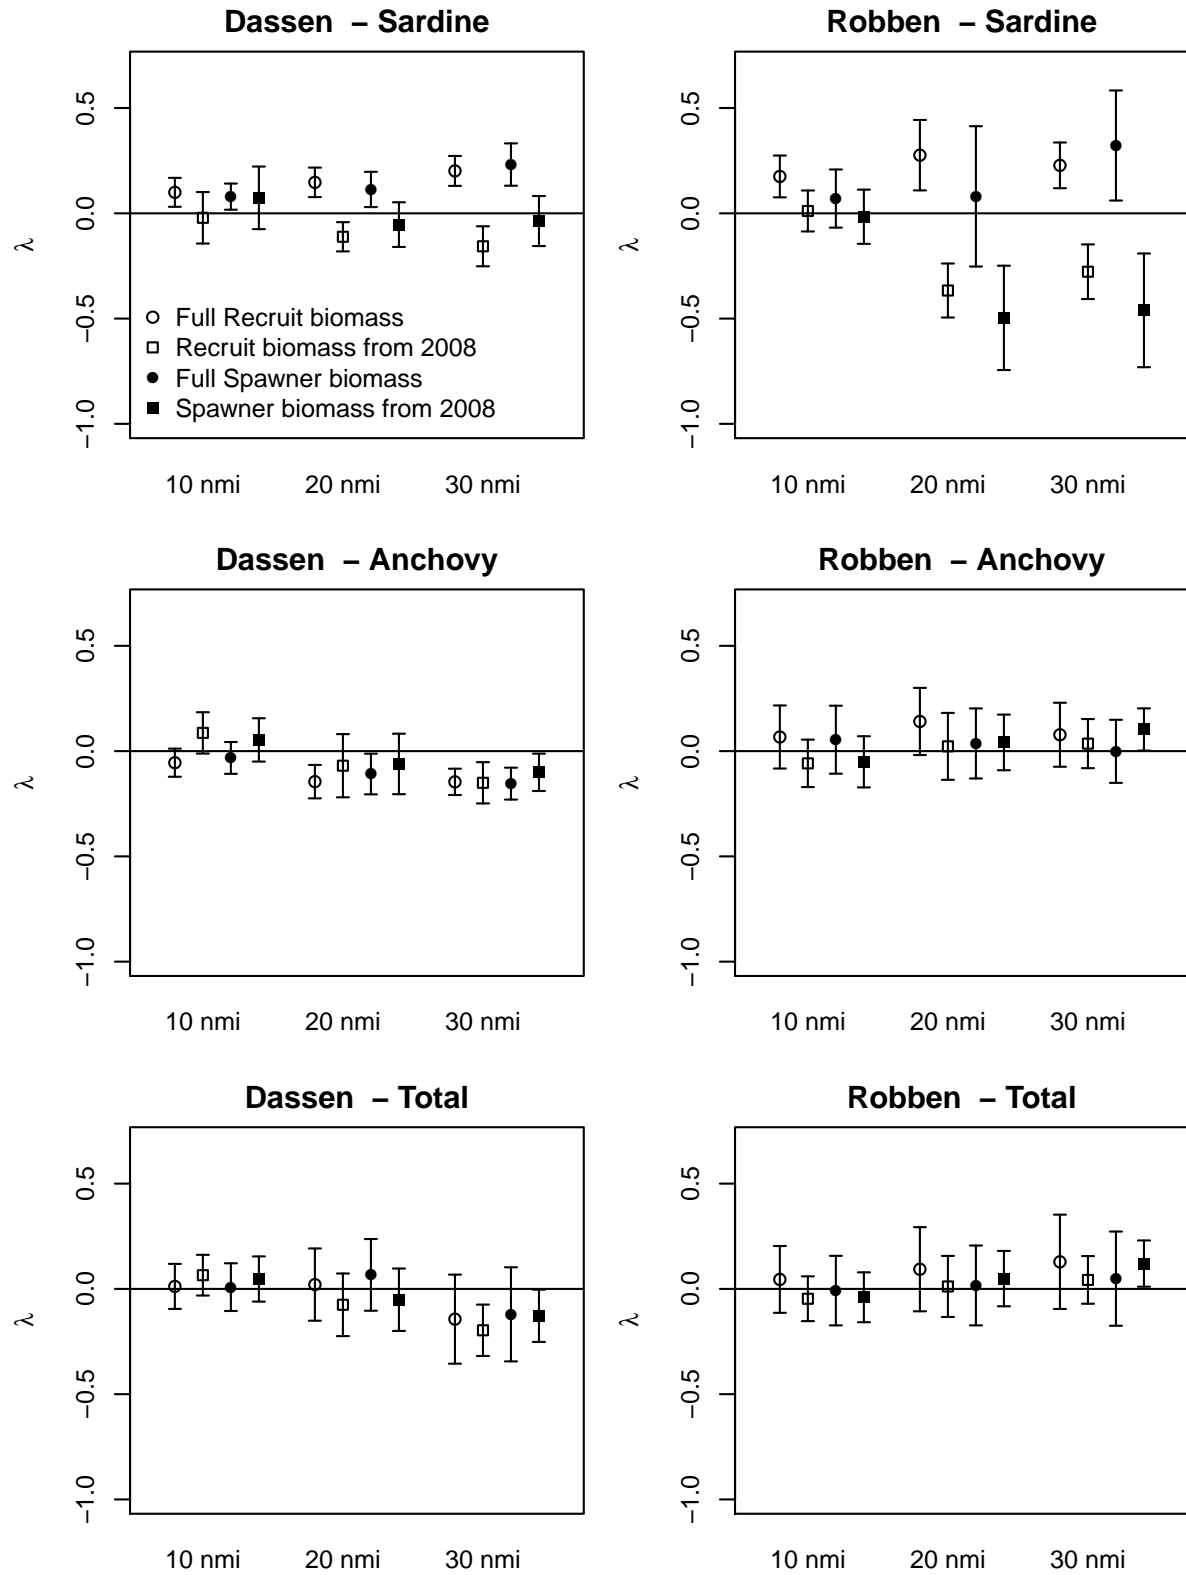 Dassen – Sardine
0.5
0.0
−0.5
−1.0
λ
Full Recruit biomass
Recruit biomass from 2008
Full Spawner biomass
Spawner biomass from 2008
10 nmi 20 nmi 30 nmi
Robben – Sardine
0.5
0.0
−0.5
−1.0
λ
10 nmi 20 nmi 30 nmi
Dassen – Anchovy
0.5
0.0
−0.5
−1.0
λ
10 nmi 20 nmi 30 nmi
Robben – Anchovy
0.5
0.0
−0.5
−1.0
λ
10 nmi 20 nmi 30 nmi
Dassen – Total
0.5
0.0
−0.5
−1.0
λ
10 nmi 20 nmi 30 nmi
Robben – Total
0.5
0.0
−0.5
−1.0
λ
10 nmi 20 nmi 30 nmi